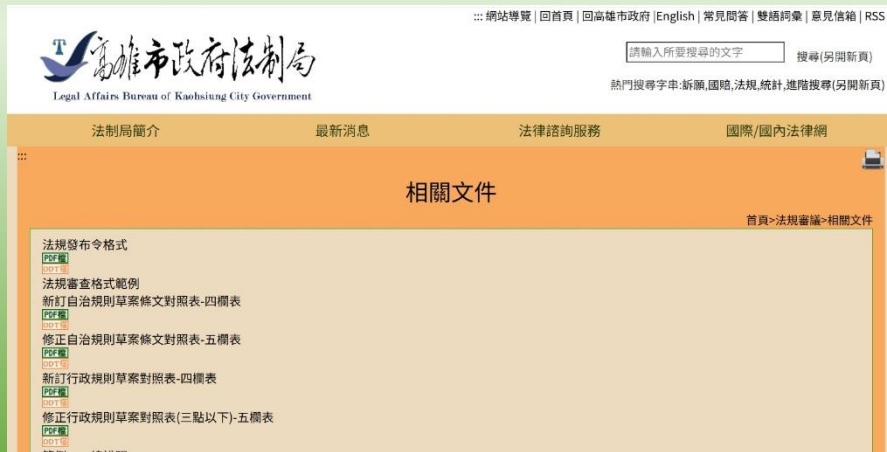 ::: 網站導覽 | 回首頁 | 回高雄市政府 |English | 常見問答 | 雙語詞彙 | 意見信箱 | RSS
高雄市政府法制局
Legal Affairs Bureau of Kaohsiung City Government
請輸入所要搜尋的文字 搜尋(另開新頁)
熱門搜尋字串:訴願,國賠,法規,統計,進階搜尋(另開新頁)
法制局簡介 最新消息 法律諮詢服務 國際/國內法律網
:::
相關文件
首頁>法規審議>相關文件
法規發布令格式
PDF檔
ODT檔
法規審查格式範例
新訂自治規則草案條文對照表-四欄表
PDF檔
ODT檔
修正自治規則草案條文對照表-五欄表
PDF檔
ODT檔
新訂行政規則草案對照表-四欄表
PDF檔
ODT檔
修正行政規則草案對照表(三點以下)-五欄表
PDF檔
ODT檔